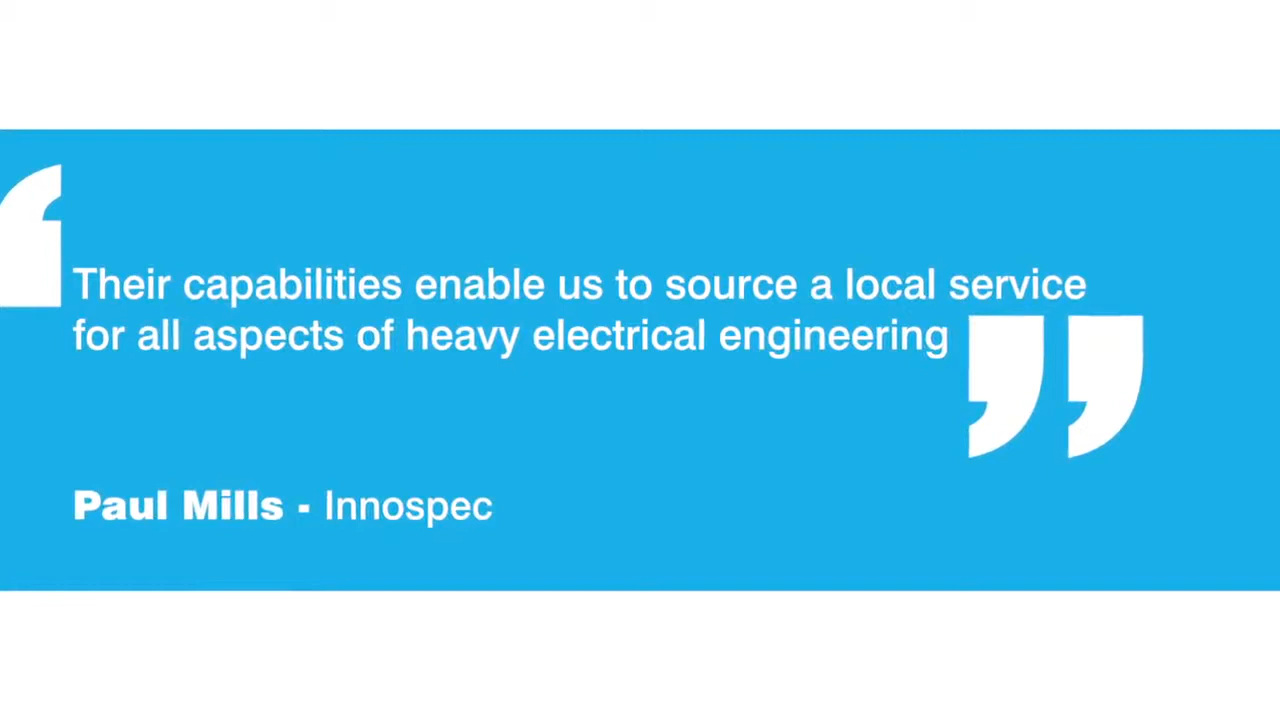 ‘
Their capabilities enable us to source a local service
for all aspects of heavy electrical engineering ”
Paul Mills - Innospec